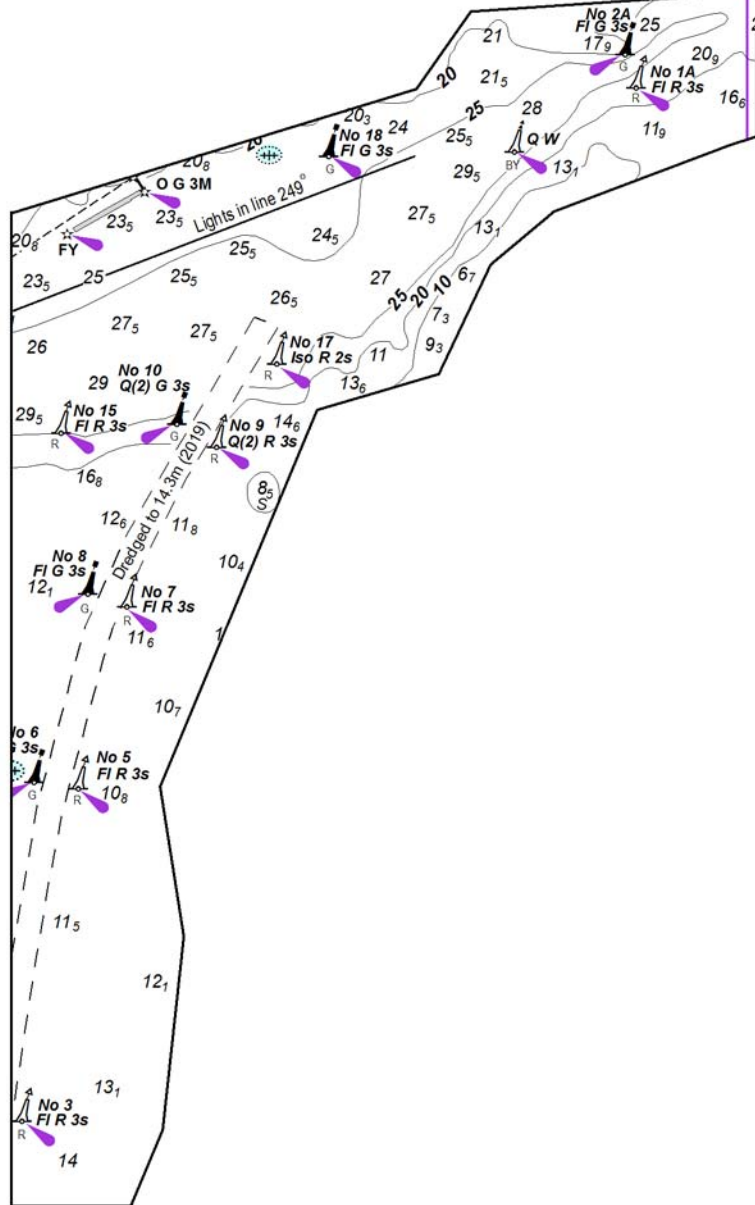 No 2A
Fl G 3s
25
21
17₉
G
20₉
No 1A
Fl R 3s
R
16₆
11₉
20
21₅
25
28
Q W
BY
13₁
25₅
29₅
20₃
24
No 18
Fl G 3s
G
20₈
O G 3M
Lights in line 249°
23₅
23₅
FY
20₈
23₅
25
25₅
25₅
24₅
27₅
13₁
27
25
20
10
6₇
7₃
9₃
26₅
27₅
27₅
26
No 17
Iso R 2s
R
11
13₆
No 10
Q(2) G 3s
G
29
29₅
No 15
Fl R 3s
R
No 9
Q(2) R 3s
R
14₆
16₈
8₅
S
Dredged to 14.3m (2019)
12₆
11₈
10₄
No 8
Fl G 3s
G
12₁
No 7
Fl R 3s
R
11₆
10₇
G 3s
G
No 5
Fl R 3s
R
10₈
11₅
12₁
13₁
No 3
Fl R 3s
R
14